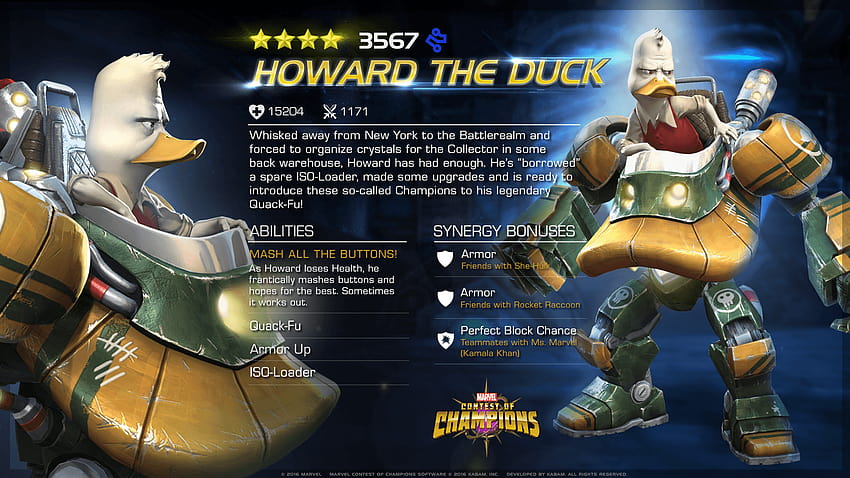 3567
HOWARD THE DUCK
15204 1171
Whisked away from New York to the Battlerealm and
forced to organize crystals for the Collector in some
back warehouse, Howard has had enough. He's "borrowed"
a spare ISO-Loader, made some upgrades and is ready to
introduce these so-called Champions to his legendary
Quack-Fu!
ABILITIES
MASH ALL THE BUTTONS!
As Howard loses Health, he
frantically mashes buttons and
hopes for the best. Sometimes
it works out.
Quack-Fu
Armor Up
ISO-Loader
SYNERGY BONUSES
Armor
Friends with She-Hulk
Armor
Friends with Rocket Raccoon
Perfect Block Chance
Teammates with Ms. Marvel
(Kamala Khan)
MARVEL
CONTEST OF
CHAMPIONS
© 2016 MARVEL MARVEL CONTEST OF CHAMPIONS SOFTWARE © 2016 KABAM, INC. DEVELOPED BY KABAM. ALL RIGHTS RESERVED.